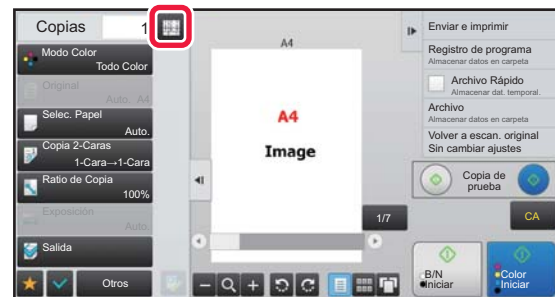 Copias
1
Modo Color
Todo Color
Original
Auto. A4
Selec. Papel
Auto.
Copia 2-Caras
1-Cara→1-Cara
Ratio de Copia
100%
Exposición
Auto.
Salida
Otros
A4
A4
Image
1/7
Enviar e imprimir
Registro de programa
Almacenar datos en carpeta
Archivo Rápido
Almacenar dat. temporal.
Archivo
Almacenar datos en carpeta
Volver a escan. original
Sin cambiar ajustes
Copia de
prueba
CA
B/N
Iniciar
Color
Iniciar